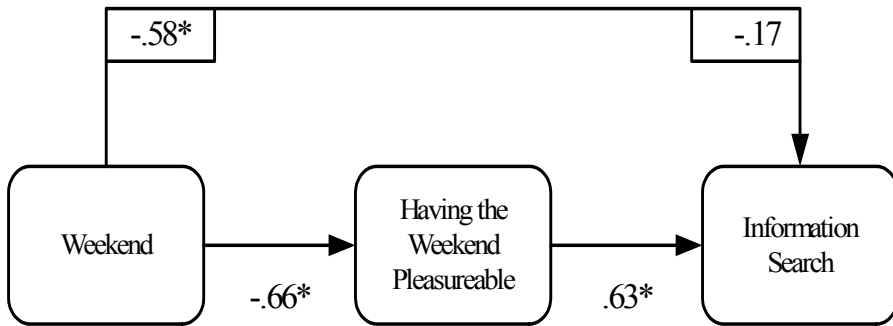 -.58*
-.17
Weekend
Having the
Weekend
Pleasureable
Information
Search
-.66*
.63*